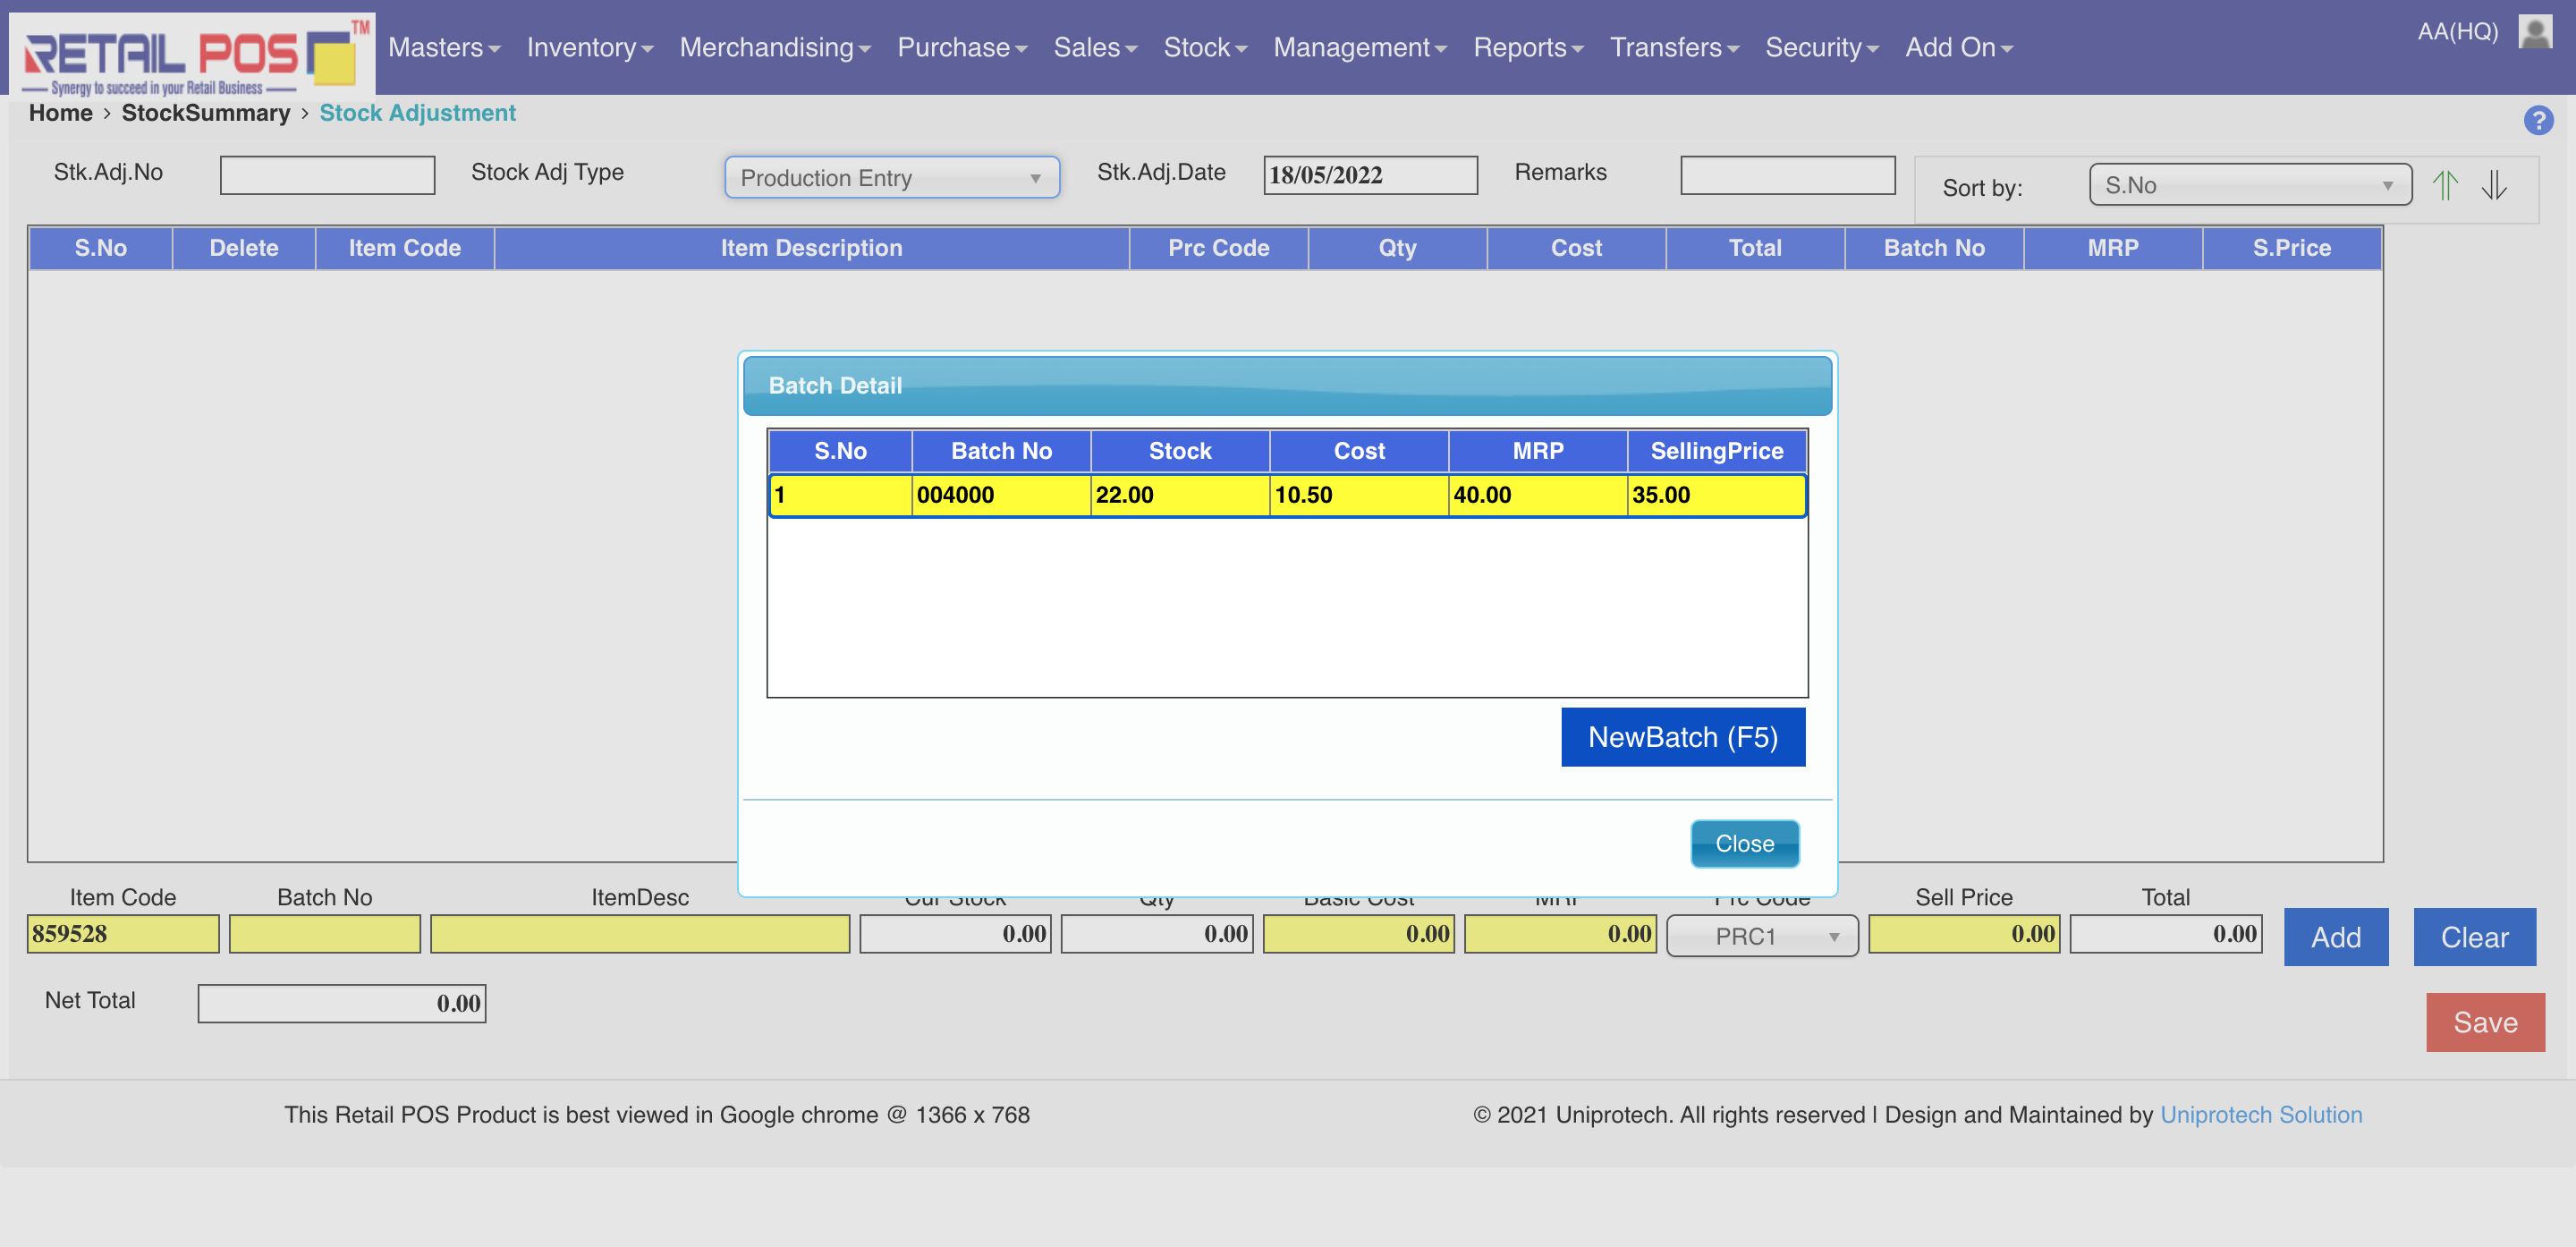 RETAIL POS TM
Synergy to succeed in your Retail Business
Masters Inventory Merchandising Purchase Sales Stock Management Reports Transfers Security Add On
AA(HQ)
Home > StockSummary > Stock Adjustment
?
Stk.Adj.No Stock Adj Type Production Entry Stk.Adj.Date 18/05/2022 Remarks Sort by: S.No
S.No Delete Item Code Item Description Prc Code Qty Cost Total Batch No MRP S.Price
Batch Detail
S.No Batch No Stock Cost MRP SellingPrice
1 004000 22.00 10.50 40.00 35.00
NewBatch (F5)
Close
Item Code Batch No ItemDesc Cur Stock Qty Basic Cost MRP Prc Code Sell Price Total
859528 0.00 0.00 0.00 0.00 PRC1 0.00 0.00 Add Clear
Net Total 0.00
Save
This Retail POS Product is best viewed in Google chrome @ 1366 x 768
© 2021 Uniprotech. All rights reserved | Design and Maintained by Uniprotech Solution